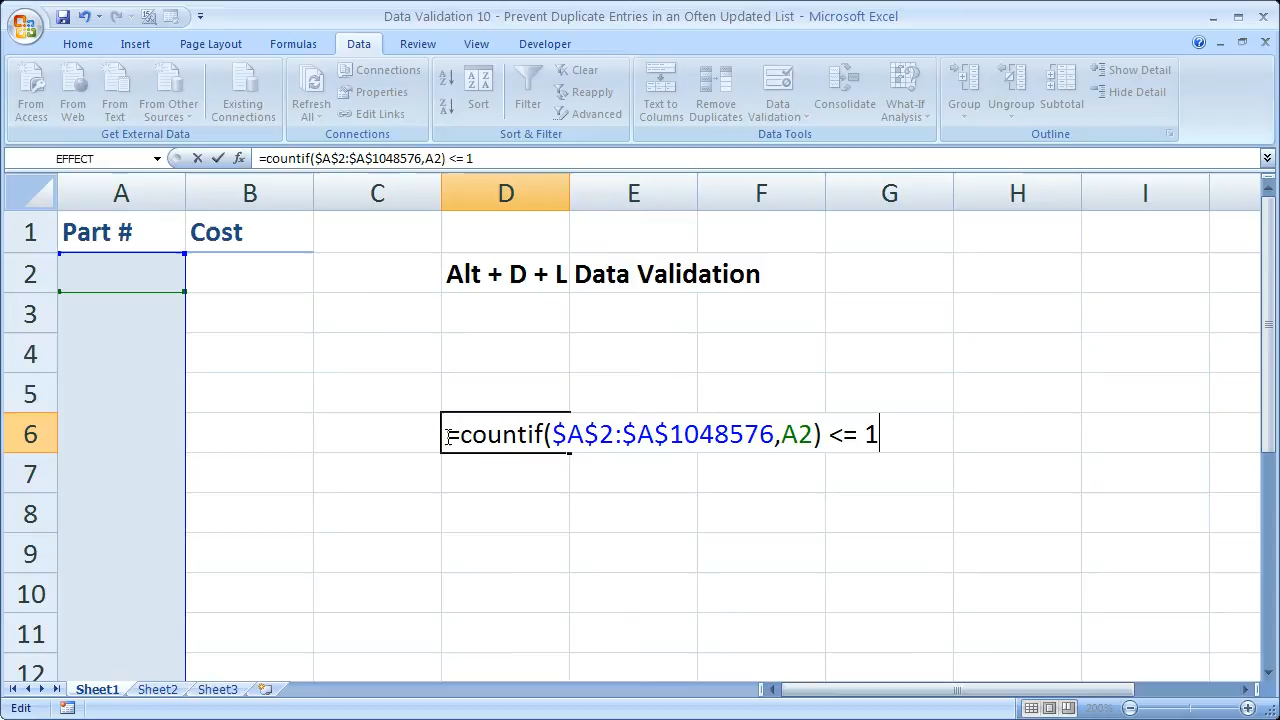 Data Validation 10 - Prevent Duplicate Entries in an Often Updated List - Microsoft Excel
Home Insert Page Layout Formulas Data Review View Developer
From Access
From Web
From Text
From Other Sources
Existing Connections
Get External Data
Refresh All
Connections
Properties
Edit Links
Connections
Sort
Filter
Clear
Reapply
Advanced
Sort & Filter
Text to Columns
Remove Duplicates
Data Validation
Consolidate
What-If Analysis
Data Tools
Group
Ungroup
Subtotal
Show Detail
Hide Detail
Outline
EFFECT =countif($A$2:$A$1048576,A2) <= 1
A B C D E F G H I
1 Part # Cost
2 Alt + D + L Data Validation
3
4
5
6 =countif($A$2:$A$1048576,A2) <= 1
7
8
9
10
11
12
Sheet1 Sheet2 Sheet3
Edit 200%